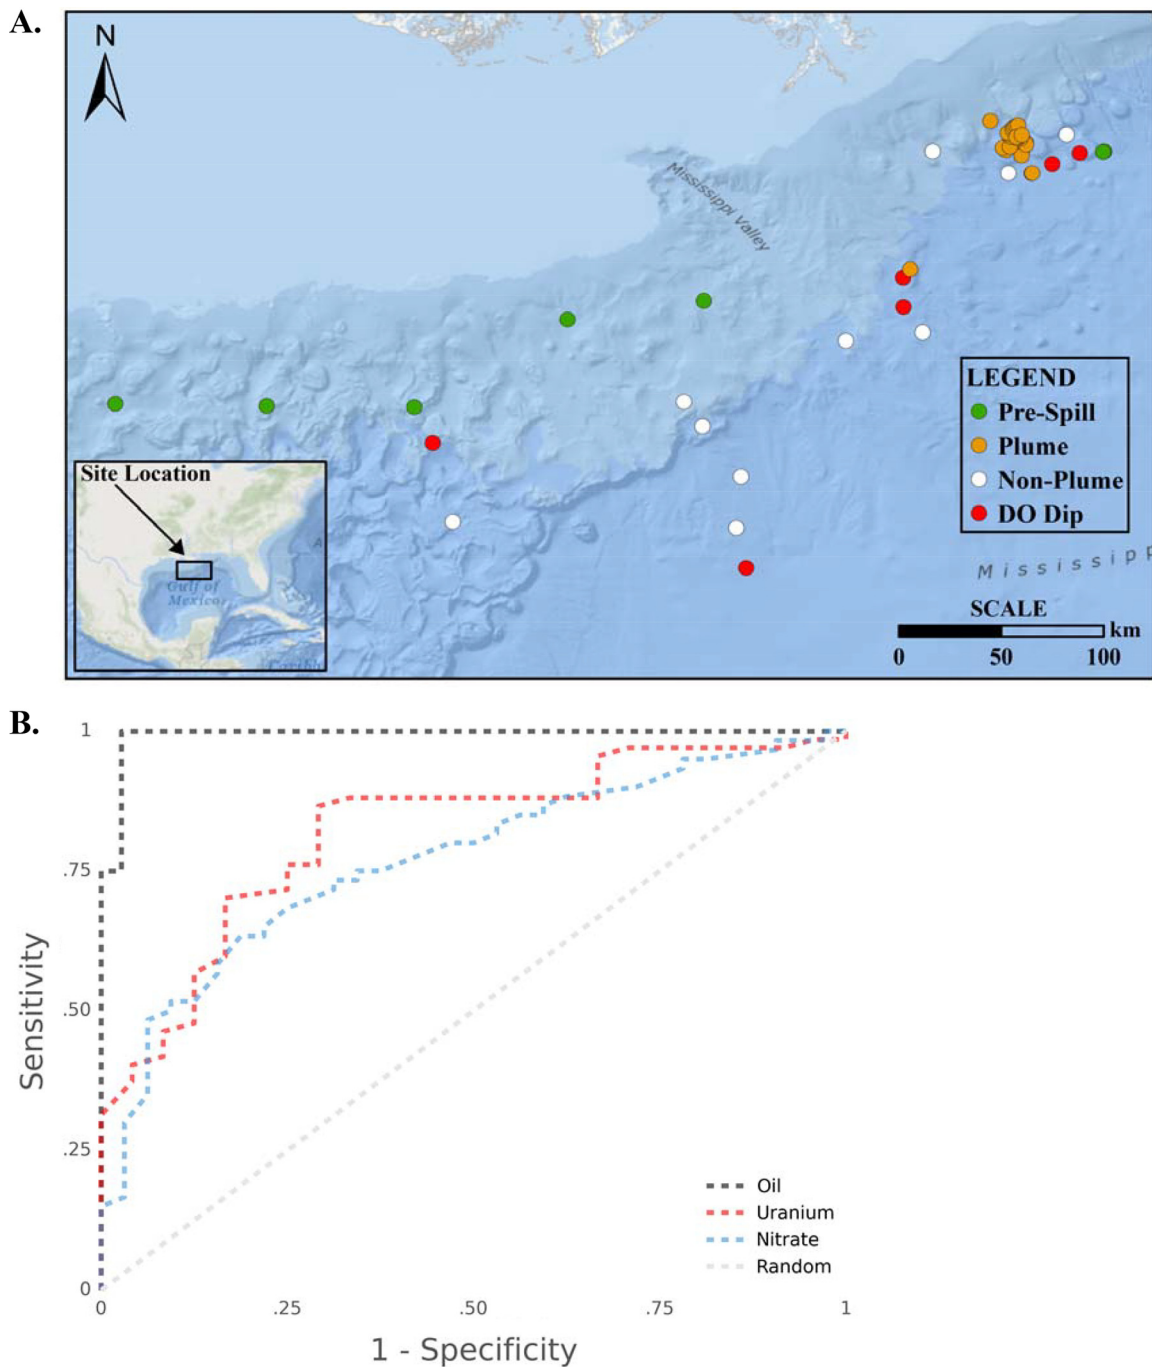 A.
N
Mississippi Valley
LEGEND
Pre-Spill
Plume
Non-Plume
DO Dip
Site Location
Gulf of
Mexico
Mississipp
SCALE
km
0 50 100
B.
1
.75
.50
.25
0
Sensitivity
Oil
Uranium
Nitrate
Random
0 .25 .50 .75 1
1 - Specificity